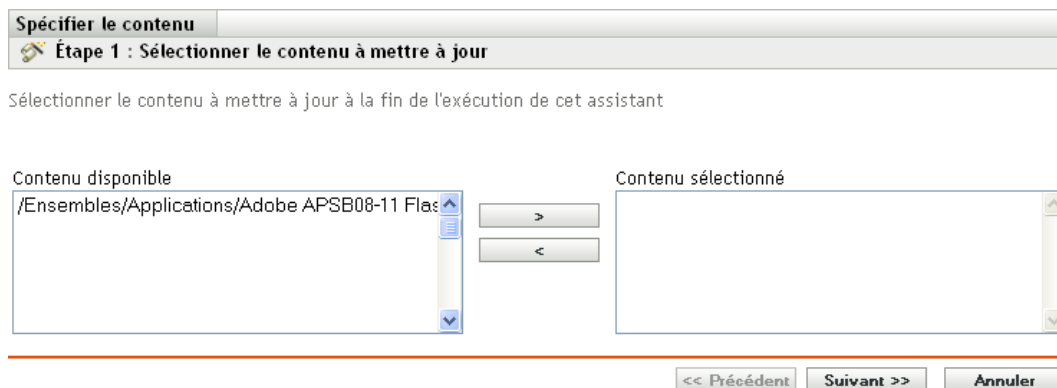 Spécifier le contenu
Étape 1 : Sélectionner le contenu à mettre à jour
Sélectionner le contenu à mettre à jour à la fin de l'exécution de cet assistant
Contenu disponible
Contenu sélectionné
/Ensembles/Applications/Adobe APSB08-11 Flas
>
<
<< Précédent
Suivant >>
Annuler